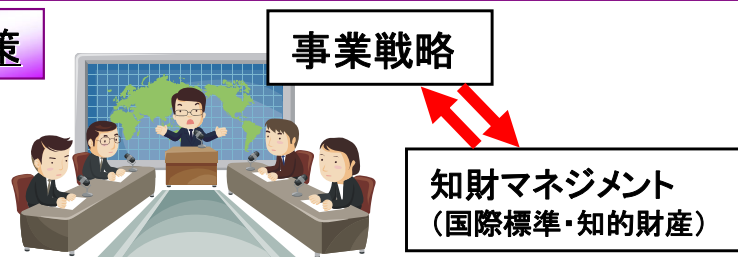 策
事業戦略
知財マネジメント
（国際標準・知的財産）